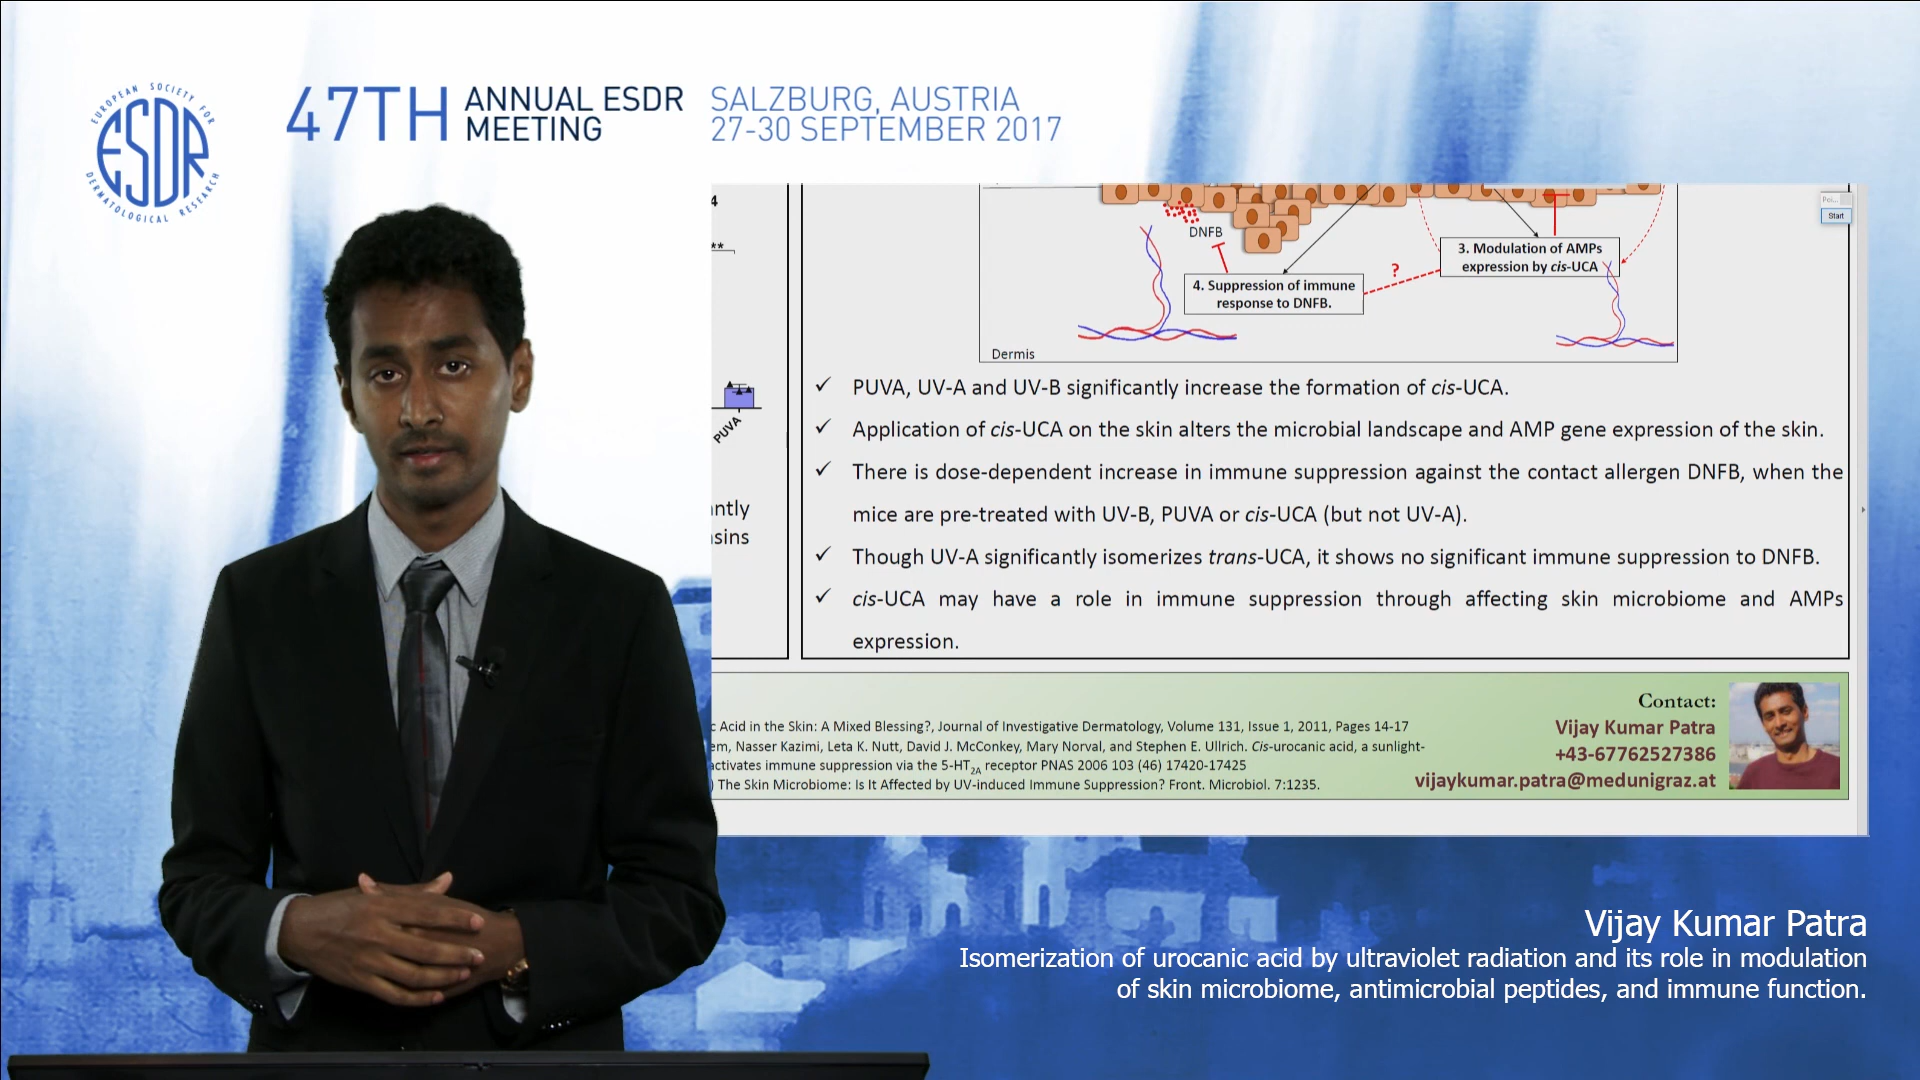 EUROPEAN SOCIETY FOR
ESDR
DERMATOLOGICAL RESEARCH
47TH ANNUAL ESDR MEETING
SALZBURG, AUSTRIA
27-30 SEPTEMBER 2017
4
**
PUVA
ntly
sins
DNFB
3. Modulation of AMPs
expression by cis-UCA
?
4. Suppression of immune
response to DNFB.
Dermis
Start
✓ PUVA, UV-A and UV-B significantly increase the formation of cis-UCA.
✓ Application of cis-UCA on the skin alters the microbial landscape and AMP gene expression of the skin.
✓ There is dose-dependent increase in immune suppression against the contact allergen DNFB, when the
mice are pre-treated with UV-B, PUVA or cis-UCA (but not UV-A).
✓ Though UV-A significantly isomerizes trans-UCA, it shows no significant immune suppression to DNFB.
✓ cis-UCA may have a role in immune suppression through affecting skin microbiome and AMPs
expression.
c Acid in the Skin: A Mixed Blessing?, Journal of Investigative Dermatology, Volume 131, Issue 1, 2011, Pages 14-17
em, Nasser Kazimi, Leta K. Nutt, David J. McConkey, Mary Norval, and Stephen E. Ullrich. Cis-urocanic acid, a sunlight-
activates immune suppression via the 5-HT2A receptor PNAS 2006 103 (46) 17420-17425
) The Skin Microbiome: Is It Affected by UV-induced Immune Suppression? Front. Microbiol. 7:1235.
Contact:
Vijay Kumar Patra
+43-67762527386
vijaykumar.patra@medunigraz.at
Vijay Kumar Patra
Isomerization of urocanic acid by ultraviolet radiation and its role in modulation
of skin microbiome, antimicrobial peptides, and immune function.